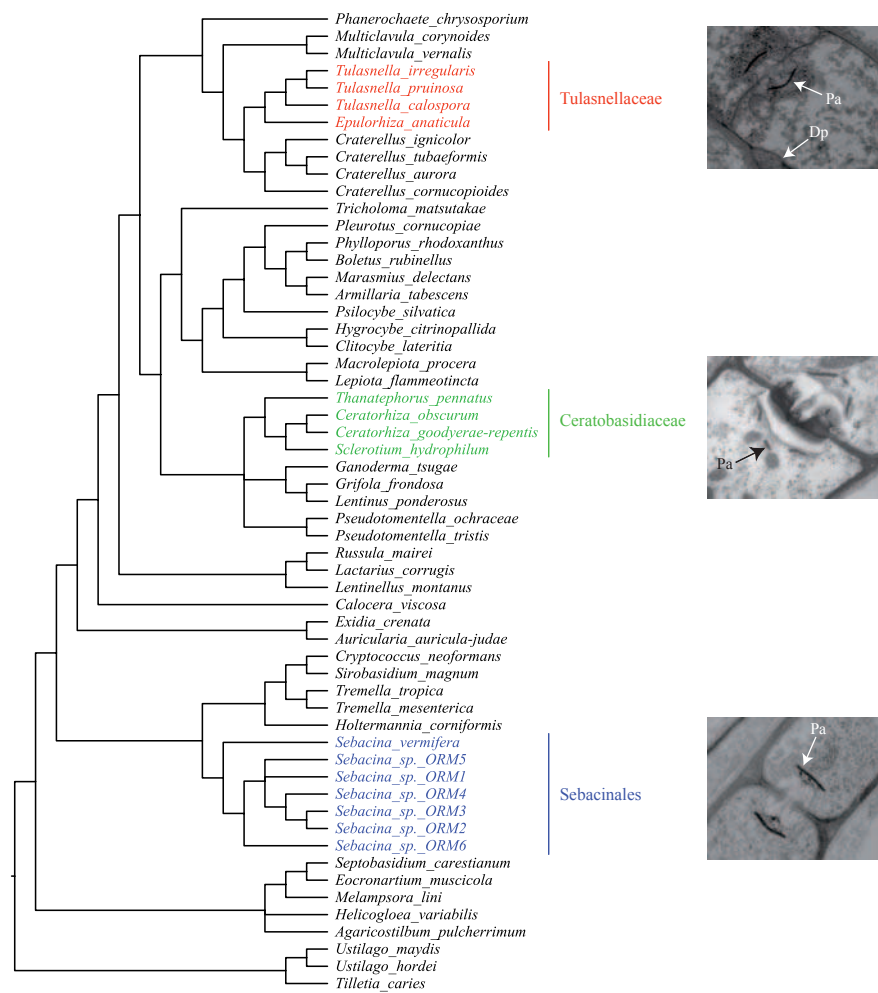 Phanerochaete_chrysosporium
Multiclavula_corynoides
Multiclavula_vernalis
Tulasnella_irregularis
Tulasnella_pruinosa
Tulasnella_calospora
Epulorhiza_anaticula
Tulasnellaceae
Pa
Dp
Craterellus_ignicolor
Craterellus_tubaeformis
Craterellus_aurora
Craterellus_cornucopioides
Tricholoma_matsutakae
Pleurotus_cornucopiae
Phylloporus_rhodoxanthus
Boletus_rubinellus
Marasmius_delectans
Armillaria_tabescens
Psilocybe_silvatica
Hygrocybe_citrinopallida
Clitocybe_lateritia
Macrolepiota_procera
Lepiota_flammeotincta
Thanatephorus_pennatus
Ceratorhiza_obscurum
Ceratorhiza_goodyerae-repentis
Sclerotium_hydrophilum
Ceratobasidiaceae
Pa
Ganoderma_tsugae
Grifola_frondosa
Lentinus_ponderosus
Pseudotomentella_ochraceae
Pseudotomentella_tristis
Russula_mairei
Lactarius_corrugis
Lentinellus_montanus
Calocera_viscosa
Exidia_crenata
Auricularia_auricula-judae
Cryptococcus_neoformans
Sirobasidium_magnum
Tremella_tropica
Tremella_mesenterica
Holtermannia_corniformis
Sebacina_vermifera
Sebacina_sp._ORM5
Sebacina_sp._ORM1
Sebacina_sp._ORM4
Sebacina_sp._ORM3
Sebacina_sp._ORM2
Sebacina_sp._ORM6
Sebacinales
Pa
Septobasidium_carestianum
Eocronartium_muscicola
Melampsora_lini
Helicogloea_variabilis
Agaricostilbum_pulcherrimum
Ustilago_maydis
Ustilago_hordei
Tilletia_caries